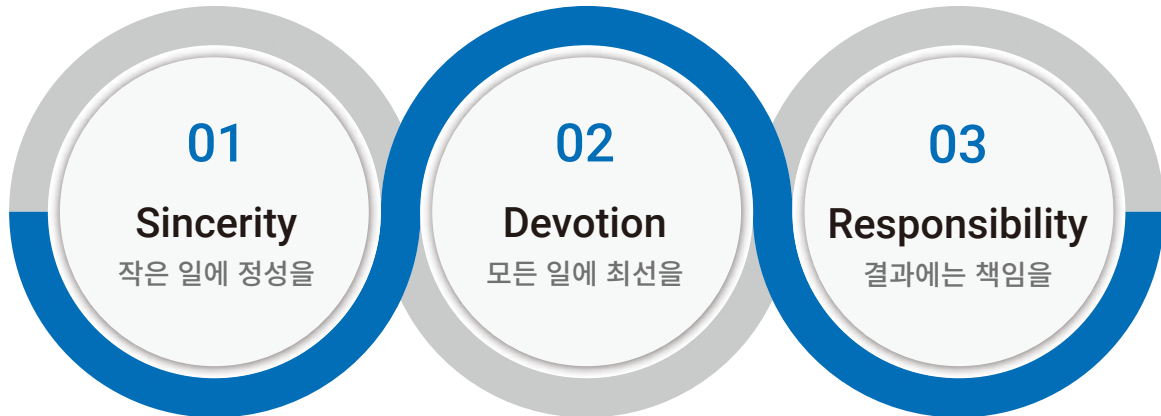 01
Sincerity
작은 일에 정성을
02
Devotion
모든 일에 최선을
03
Responsibility
결과에는 책임을